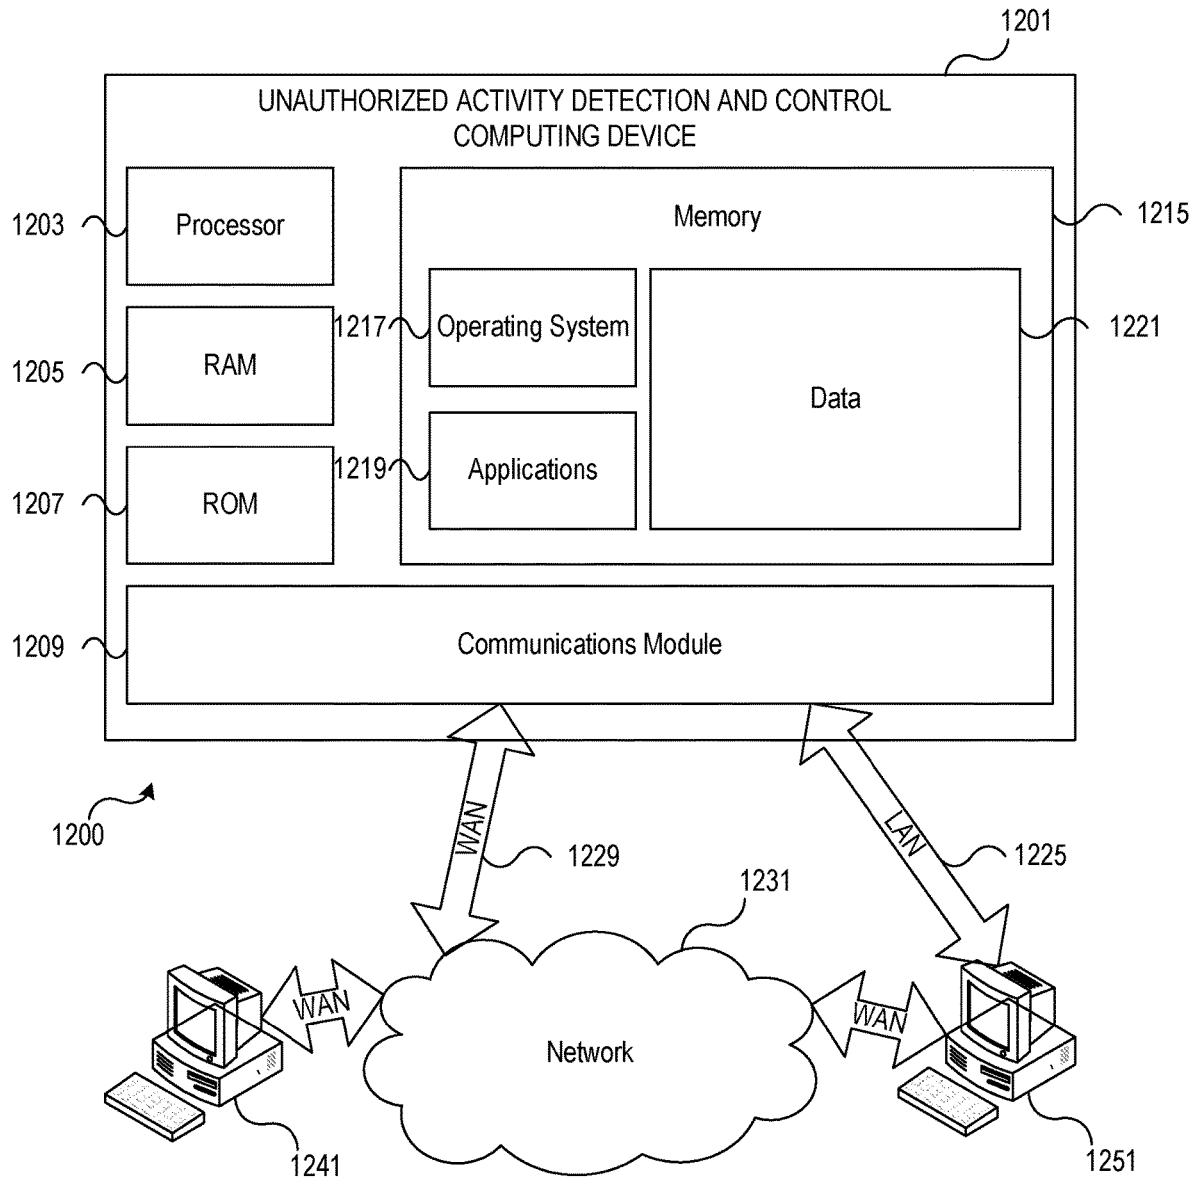 1201
UNAUTHORIZED ACTIVITY DETECTION AND CONTROL
COMPUTING DEVICE
1203
Processor
Memory
1215
1217
Operating System
1221
1205
RAM
Data
1219
Applications
1207
ROM
1209
Communications Module
1200
WAN
1229
LAN
1225
1231
WAN
WAN
Network
1241
1251